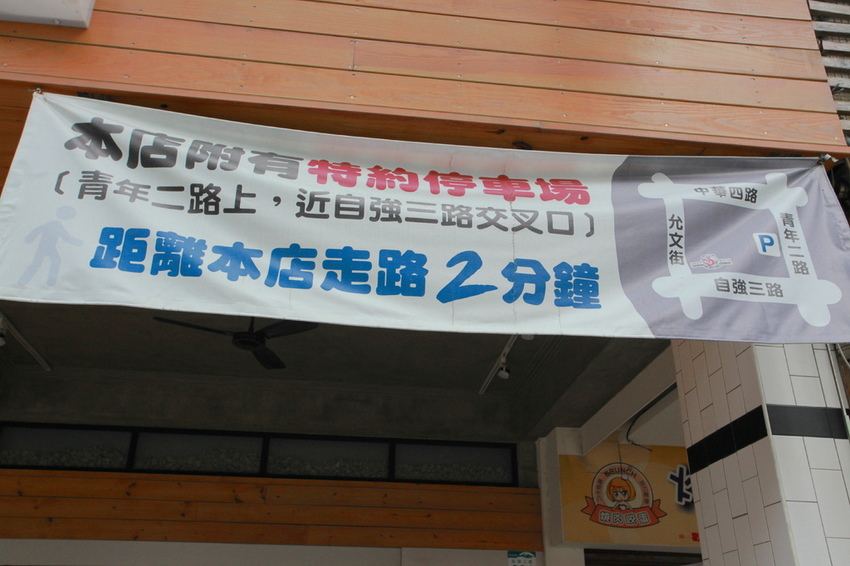 本店附有特約停車場
(青年二路上，近自強三路交叉口)
距離本店走路2分鐘
中華四路
允文街
P
青年二路
自強三路
BRUNCH